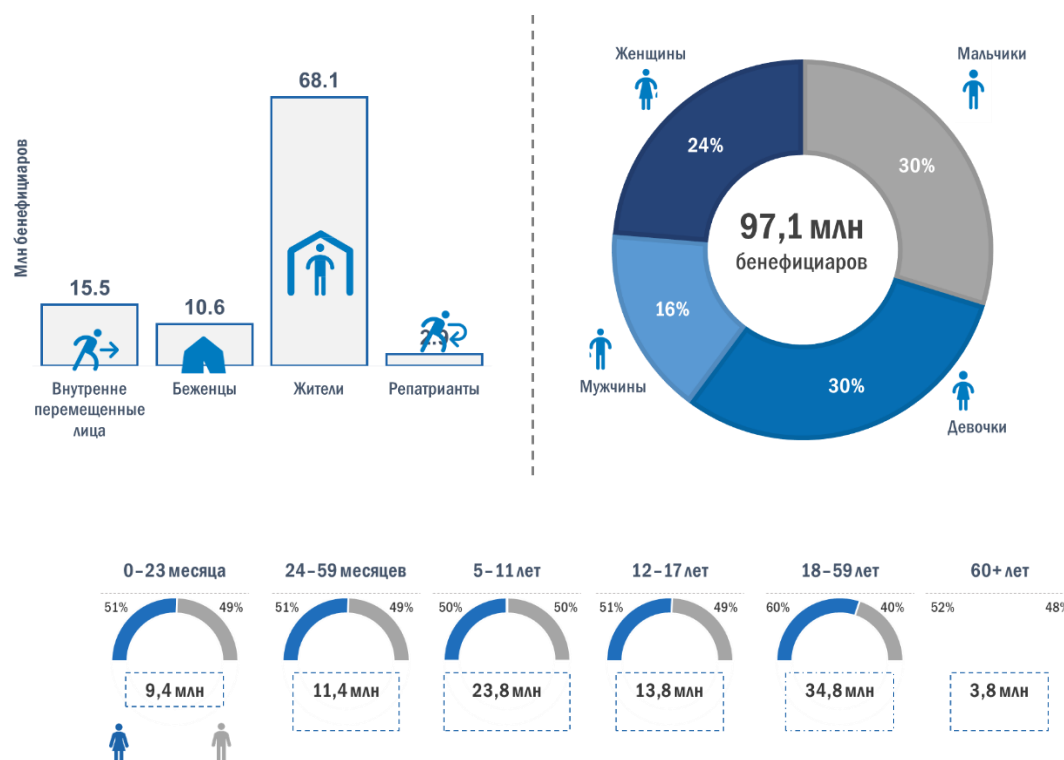 Млн бенефициаров
15.5
10.6
68.1
2.9
Внутренне
перемещенные
лица
Беженцы
Жители
Репатрианты
Женщины
Мальчики
24%
30%
97,1 млн
бенефициаров
16%
30%
Мужчины
Девочки
0–23 месяца
24–59 месяцев
5–11 лет
12–17 лет
18–59 лет
60+ лет
51%
49%
51%
49%
50%
50%
51%
49%
60%
40%
52%
48%
9,4 млн
11,4 млн
23,8 млн
13,8 млн
34,8 млн
3,8 млн